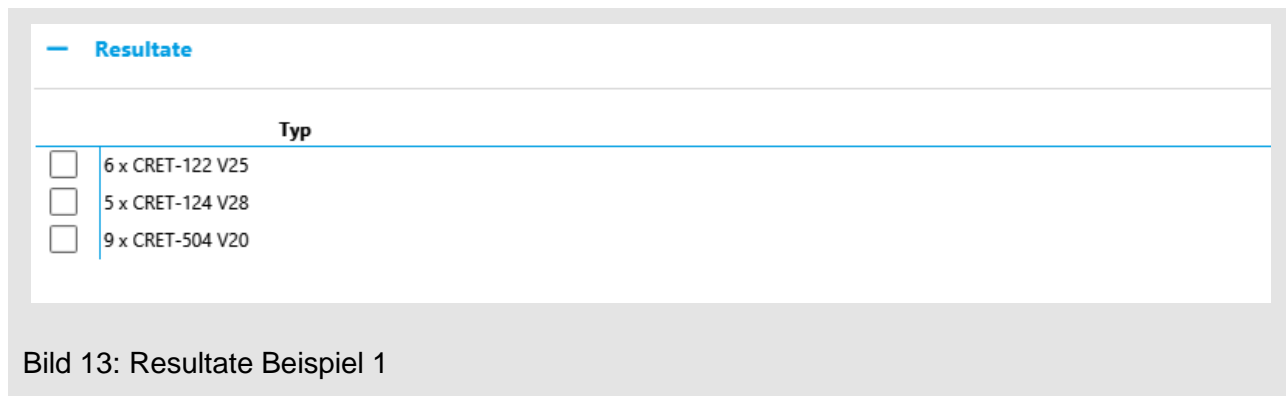 Resultate
Typ
6 x CRET-122 V25
5 x CRET-124 V28
9 x CRET-504 V20
Bild 13: Resultate Beispiel 1